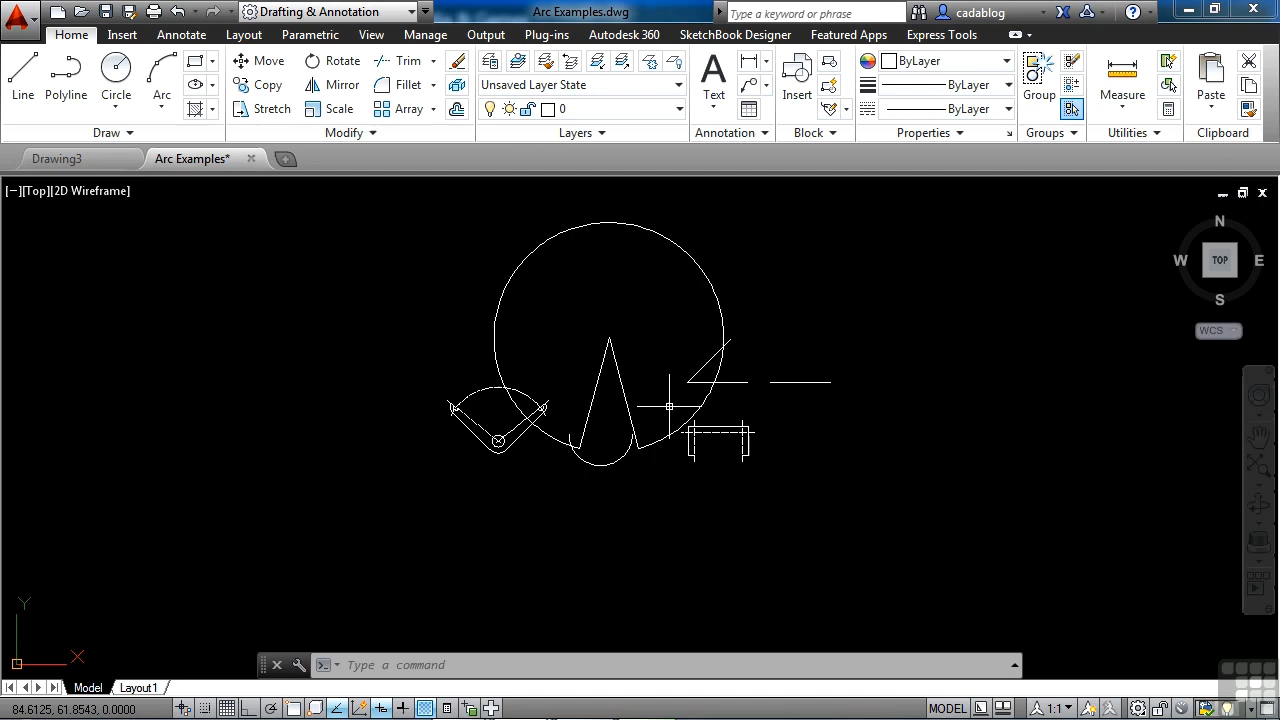 Drafting & Annotation
Arc Examples.dwg
Type a keyword or phrase
cadablog
Home Insert Annotate Layout Parametric View Manage Output Plug-ins Autodesk 360 SketchBook Designer Featured Apps Express Tools
Line Polyline Circle Arc
Move Rotate Trim
Copy Mirror Fillet
Stretch Scale Array
Unsaved Layer State
0
Text
Insert
ByLayer
ByLayer
ByLayer
Group
Measure
Paste
Draw Modify Layers Annotation Block Properties Groups Utilities Clipboard
Drawing3 Arc Examples*
[−][Top][2D Wireframe]
N
W TOP E
S
WCS
Y
X
Type a command
Model Layout1
84.6125, 61.8543, 0.0000
MODEL 1:1